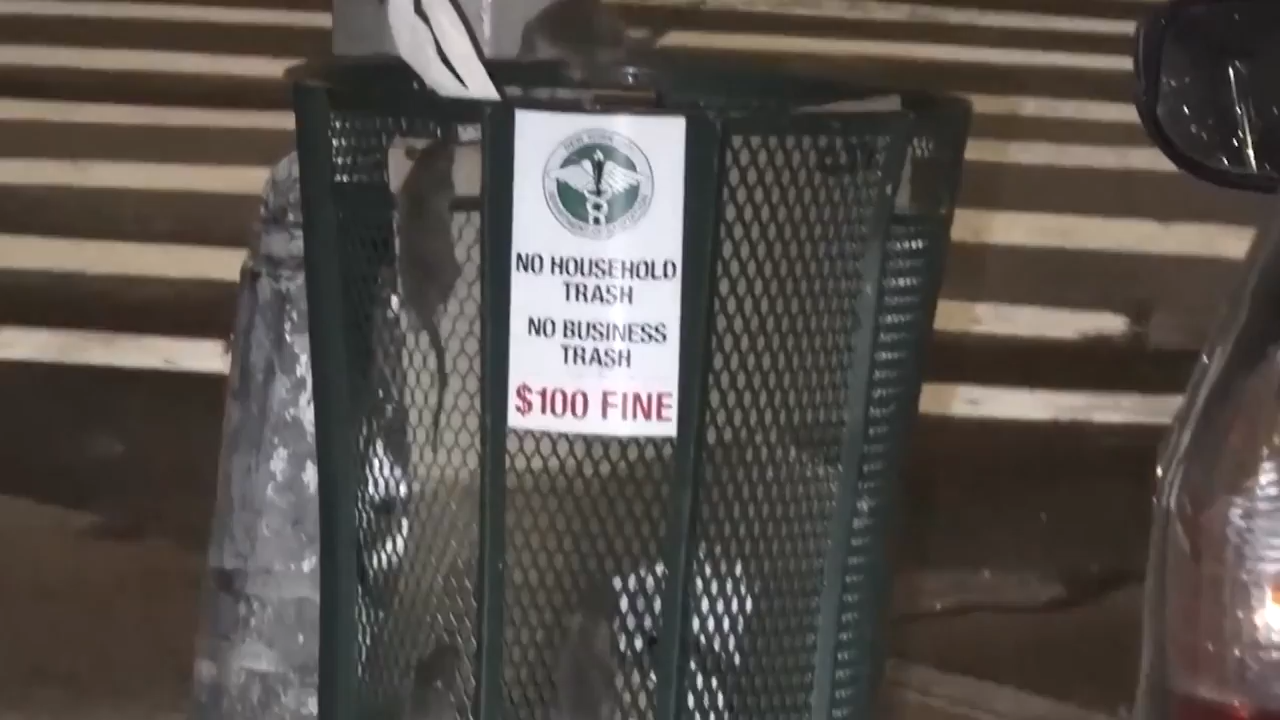 NO HOUSEHOLD
TRASH
NO BUSINESS
TRASH
$100 FINE